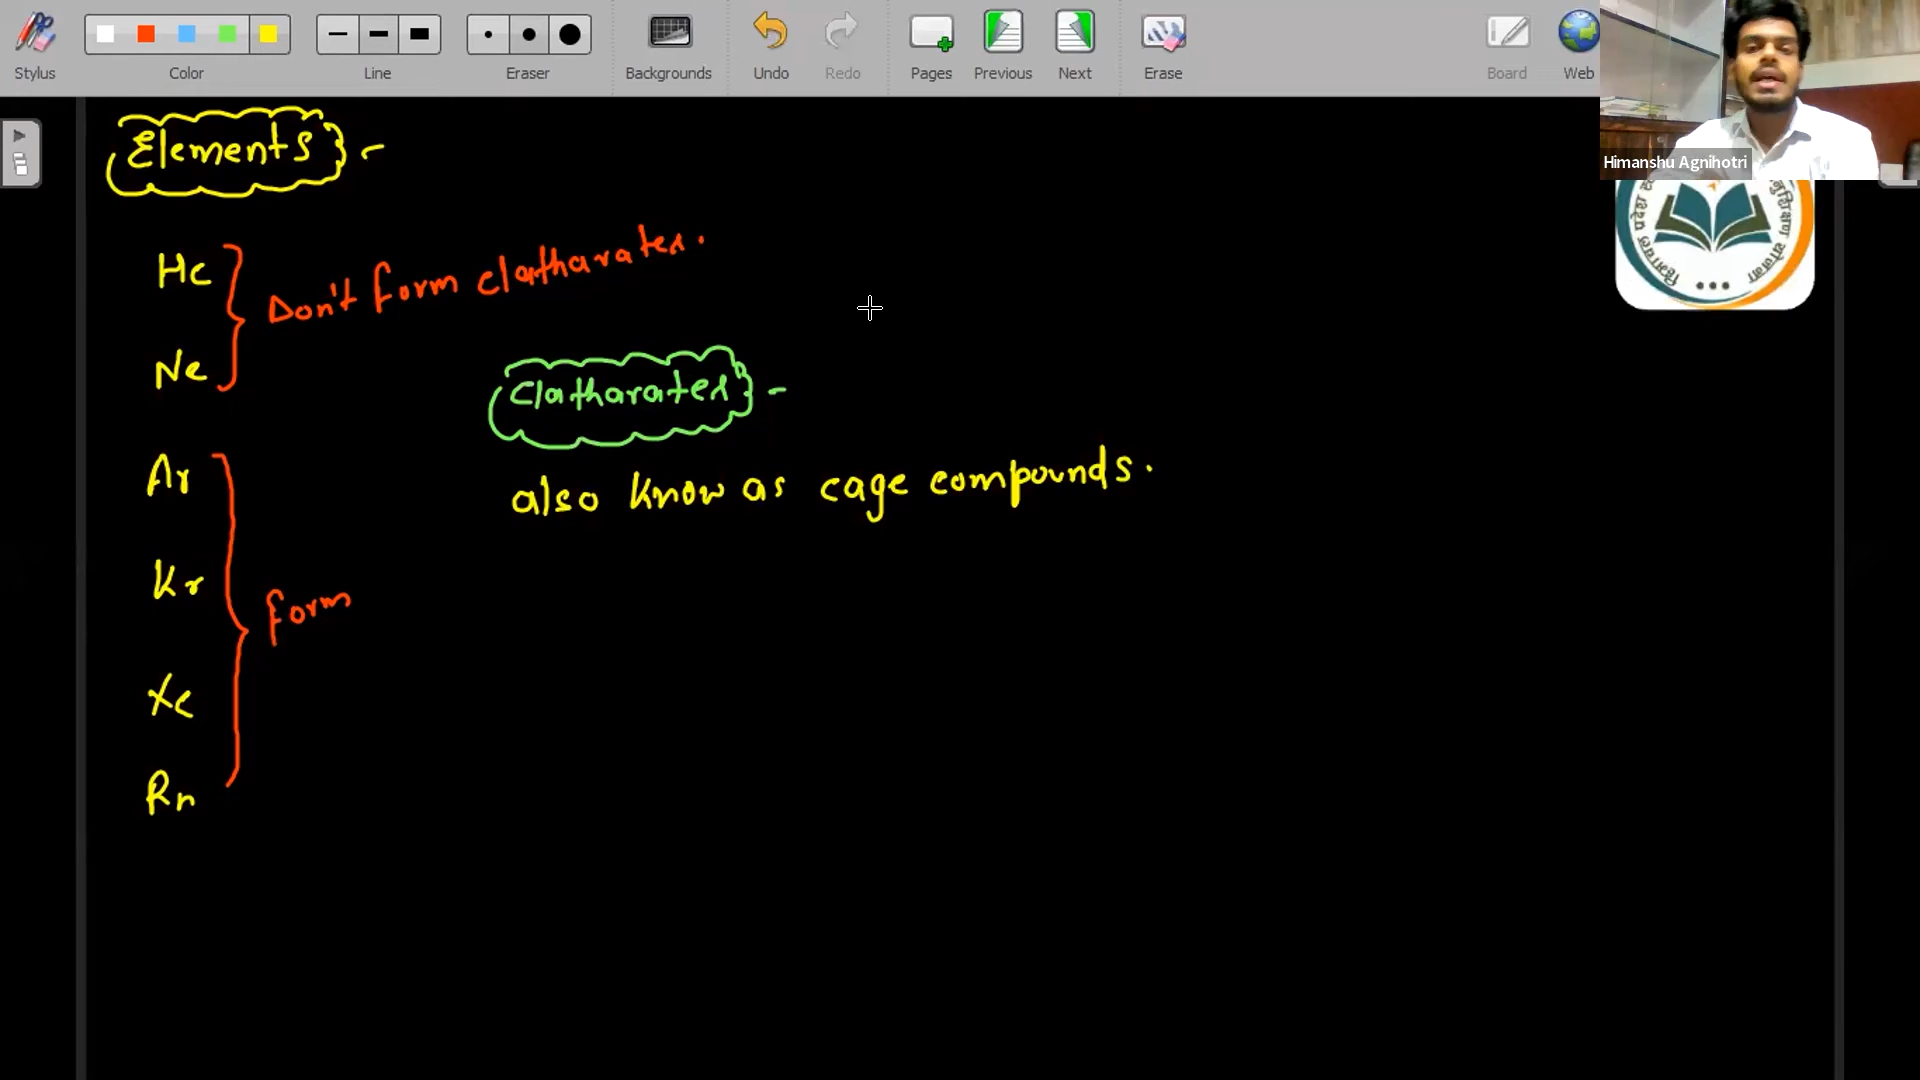 Stylus
Color
Line
Eraser
Backgrounds
Undo
Redo
Pages
Previous
Next
Erase
Board
Web
Himanshu Agnihotri
Elements -
He
Don't form clatharates.
Ne
Clatharates -
also know as cage compounds.
Ar
Kr
form
Xe
Rn